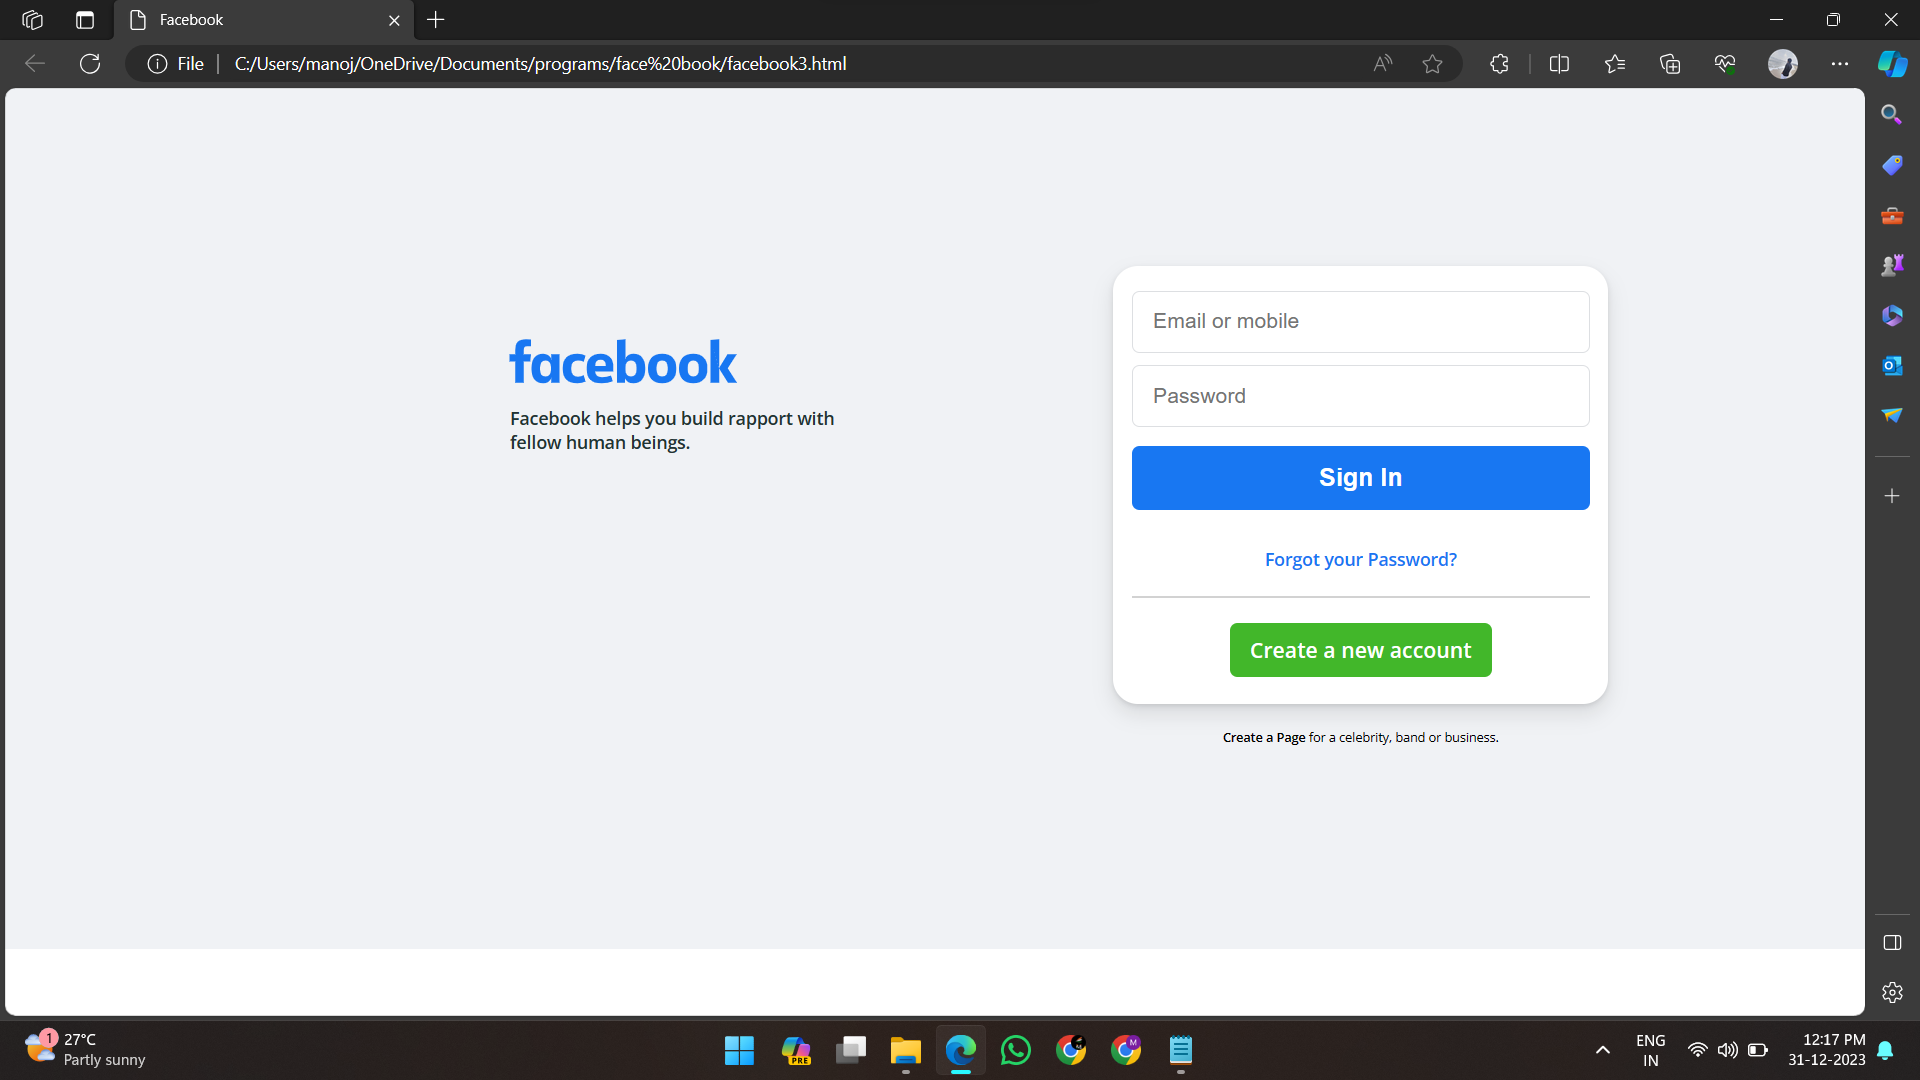 Facebook
File
C:/Users/manoj/OneDrive/Documents/programs/face%20book/facebook3.html
facebook
Facebook helps you build rapport with
fellow human beings.
Email or mobile
Password
Sign In
Forgot your Password?
Create a new account
Create a Page for a celebrity, band or business.
1
27°C
Partly sunny
PRE
M
ENG
IN
12:17 PM
31-12-2023